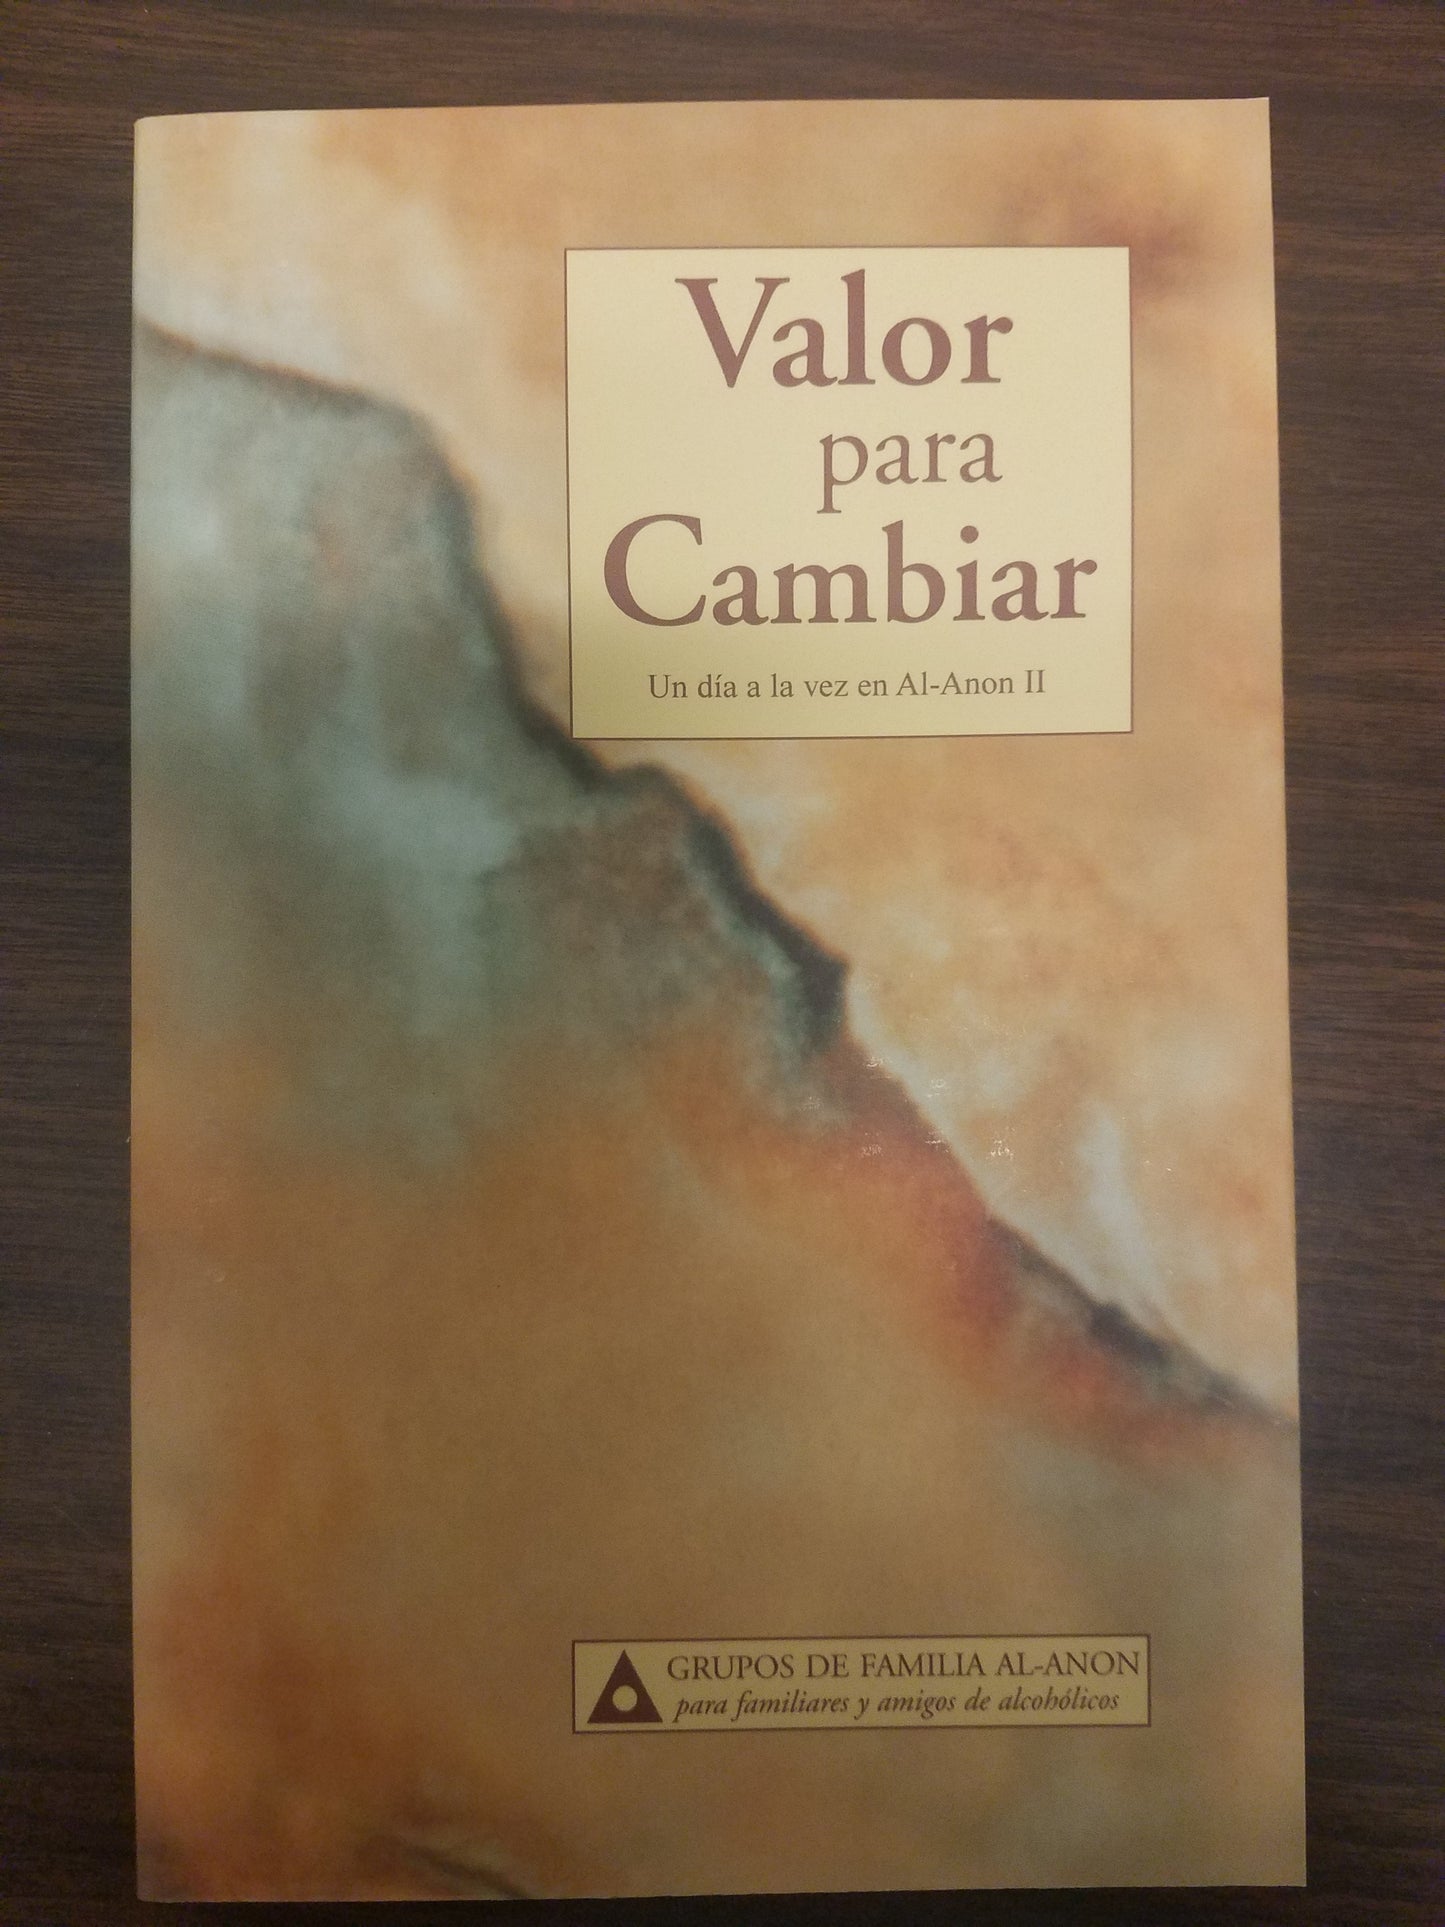 Valor
para
Cambiar
Un día a la vez en Al-Anon II
GRUPOS DE FAMILIA AL-ANON
para familiares y amigos de alcohólicos